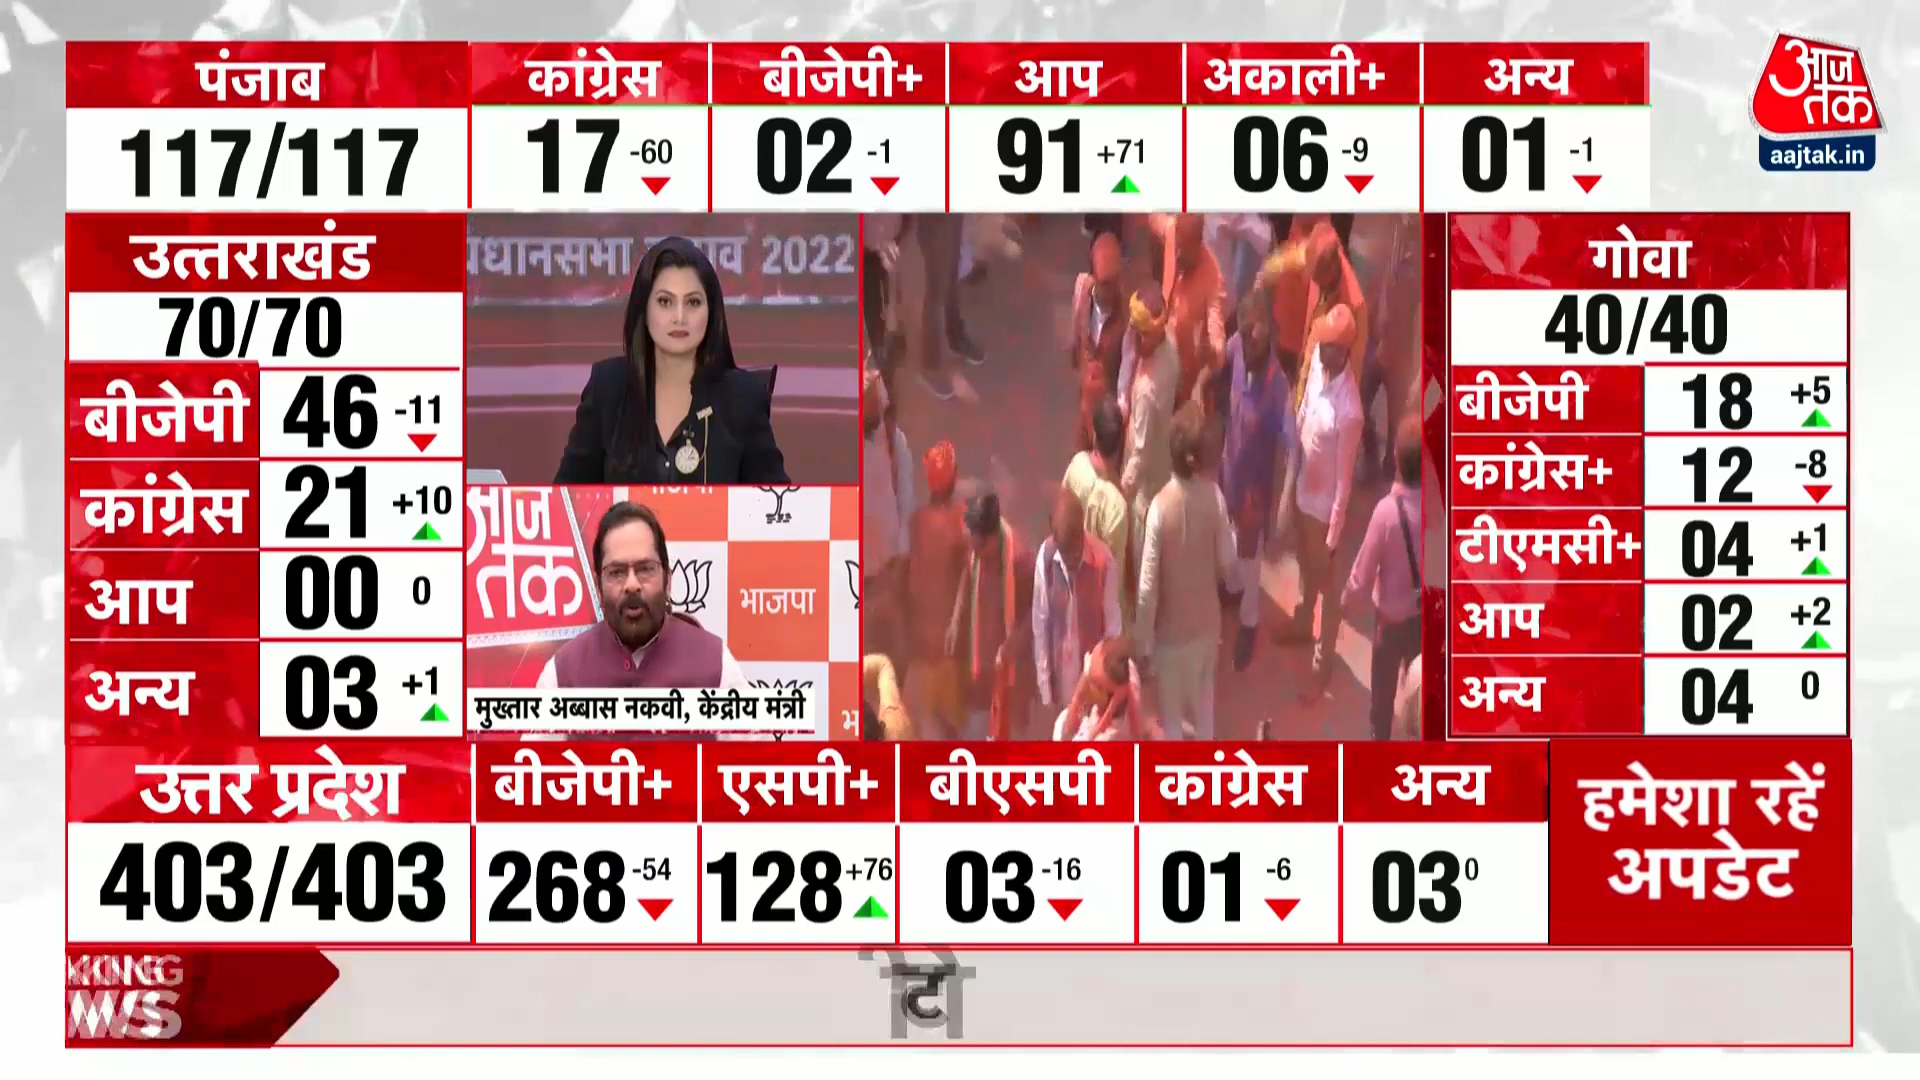 पंजाब
117/117
कांग्रेस
17 -60
बीजेपी+
02 -1
आप
91 +71
अकाली+
06 -9
अन्य
01 -1
आज
तक
aajtak.in
उत्तराखंड
70/70
बीजेपी 46 -11
कांग्रेस 21 +10
आप 00 0
अन्य 03 +1
चुनाव 2022
आज
तक
भाजपा
मुख्तार अब्बास नकवी, केंद्रीय मंत्री
गोवा
40/40
बीजेपी 18 +5
कांग्रेस+ 12 -8
टीएमसी+ 04 +1
आप 02 +2
अन्य 04 0
उत्तर प्रदेश
403/403
बीजेपी+
268 -54
एसपी+
128 +76
बीएसपी
03 -16
कांग्रेस
01 -6
अन्य
03 0
हमेशा रहें
अपडेट